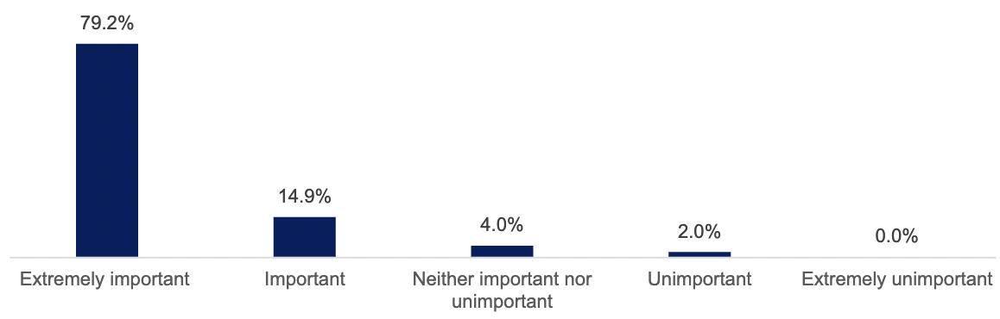 79.2%
14.9%
4.0%
2.0%
0.0%
Extremely important
Important
Neither important nor
unimportant
Unimportant
Extremely unimportant